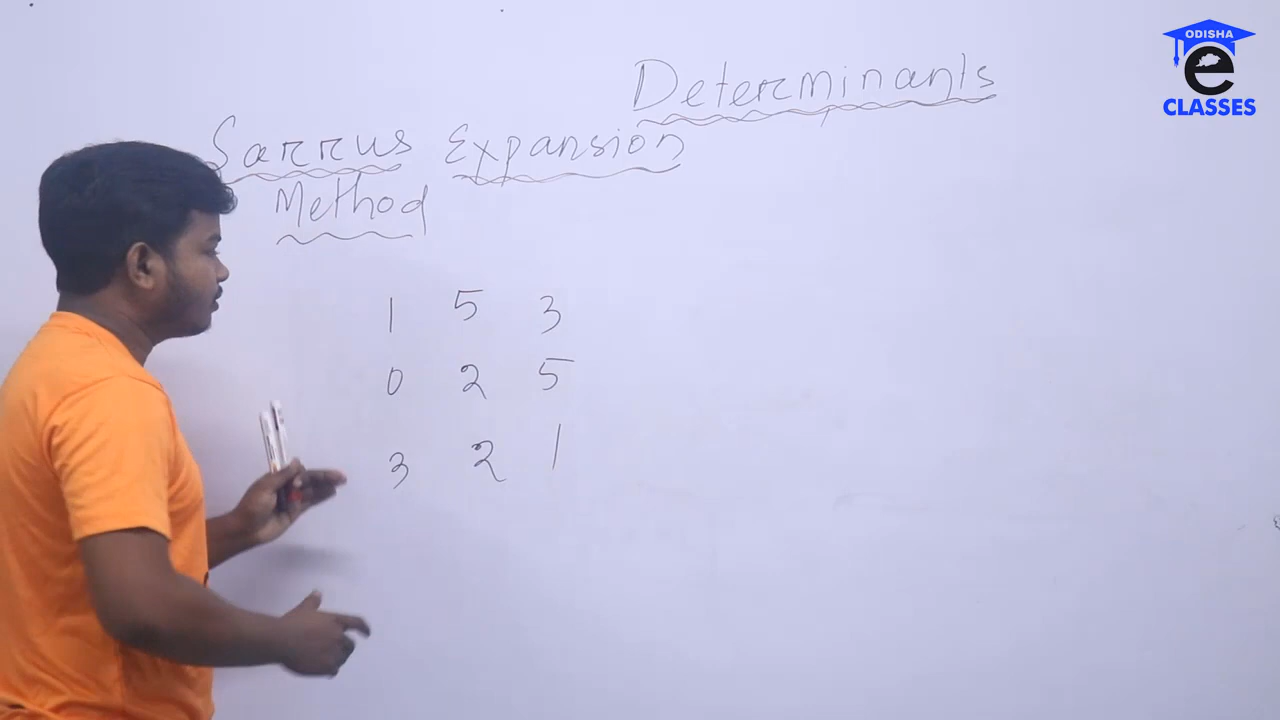 Determinants
Sarrus Expansion
Method
1 5 3
0 2 5
3 2 1
ODISHA
e
CLASSES